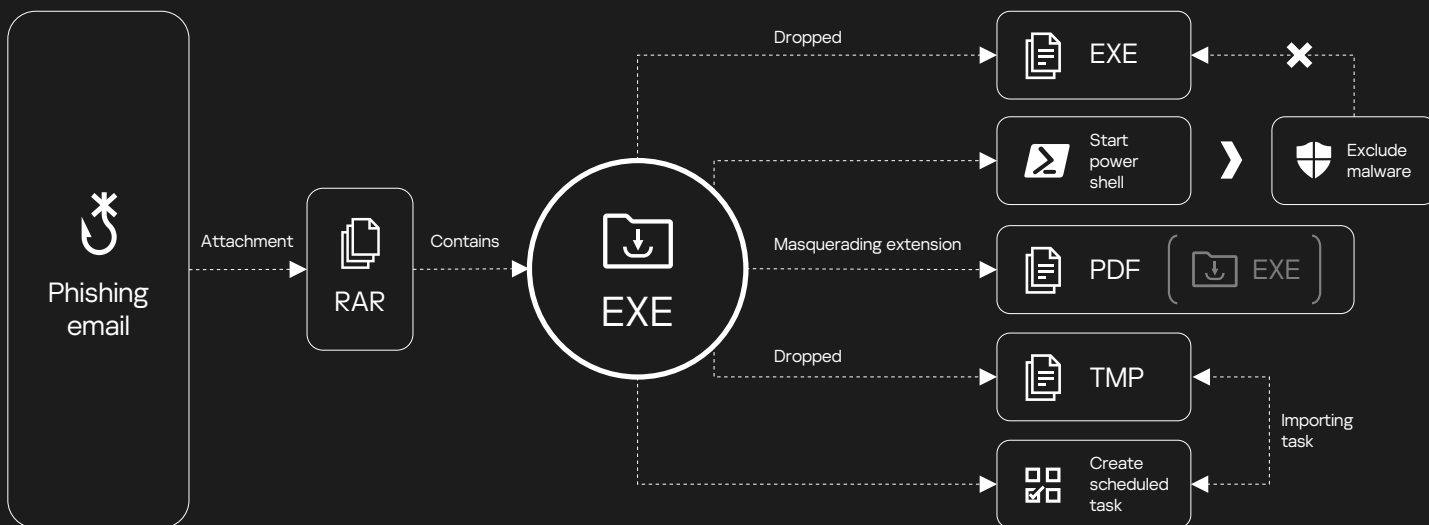 Phishing
email
Attachment
RAR
Contains
EXE
Dropped
EXE
Start
power
shell
Exclude
malware
Masquerading extension
PDF
EXE
Dropped
TMP
Importing
task
Create
scheduled
task